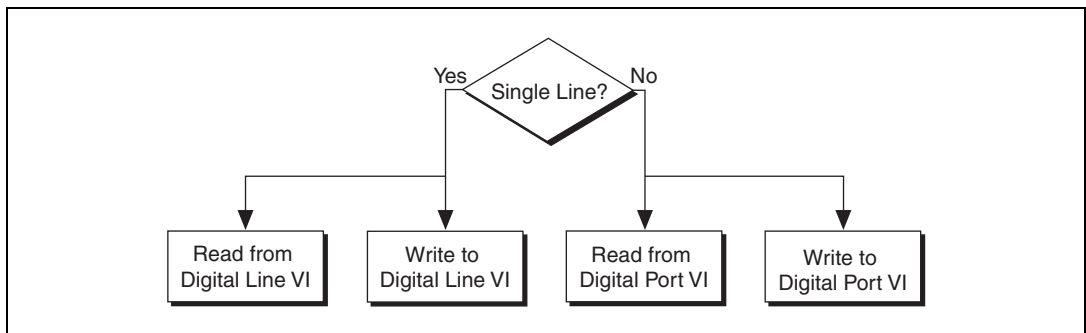 Yes
No
Single Line?
Read from
Digital Line VI
Write to
Digital Line VI
Read from
Digital Port VI
Write to
Digital Port VI